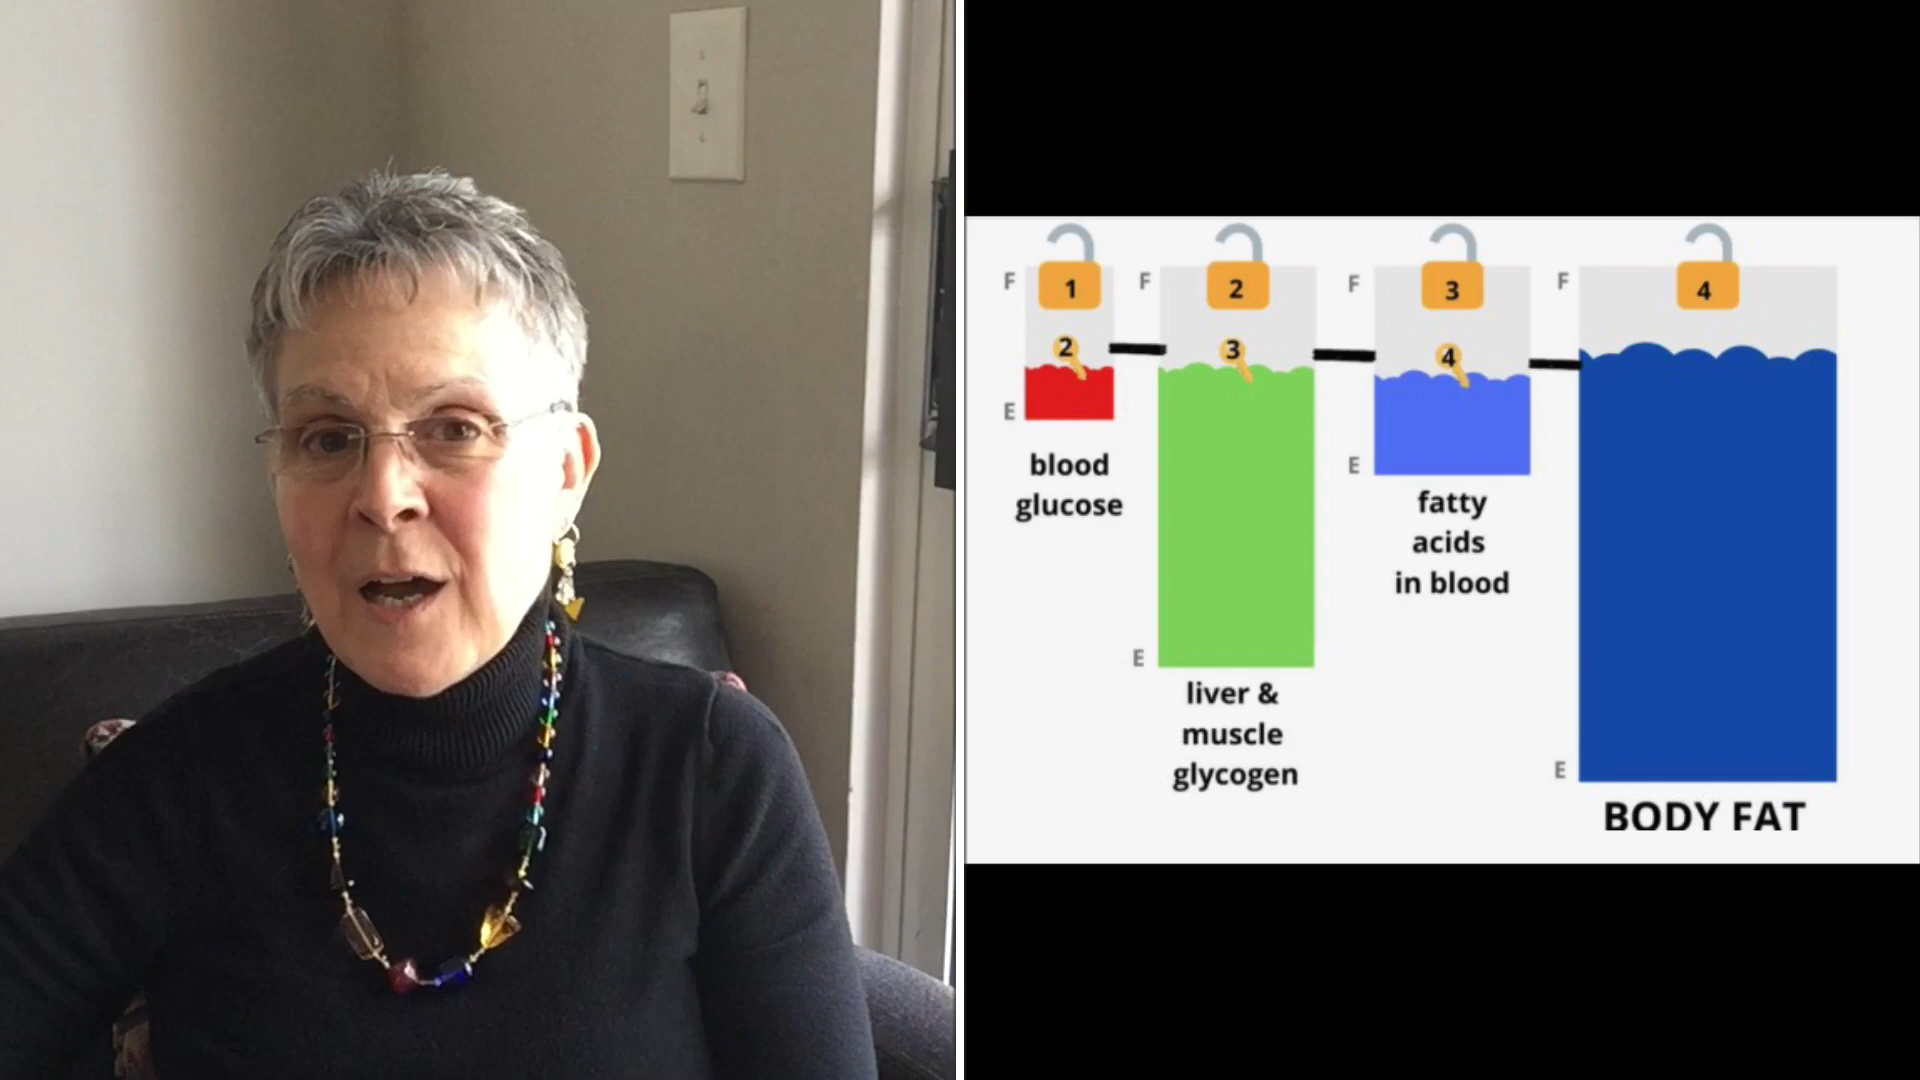 F 1 F 2 F 3 F 4
2 3 4
E E E E
blood
glucose
fatty
acids
in blood
liver &
muscle
glycogen
BODY FAT